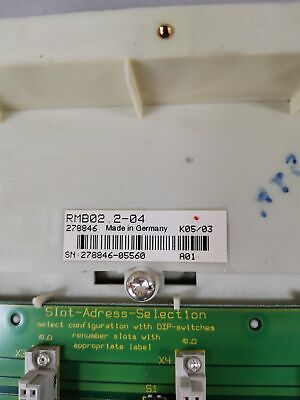 RMB02.2-04
278846 Made in Germany K05/03
SN:278846-05560 A01
Slot-Adress-Selection
select configuration with DIP-switches
renumber slots with
appropriate label
X3 X4
S1